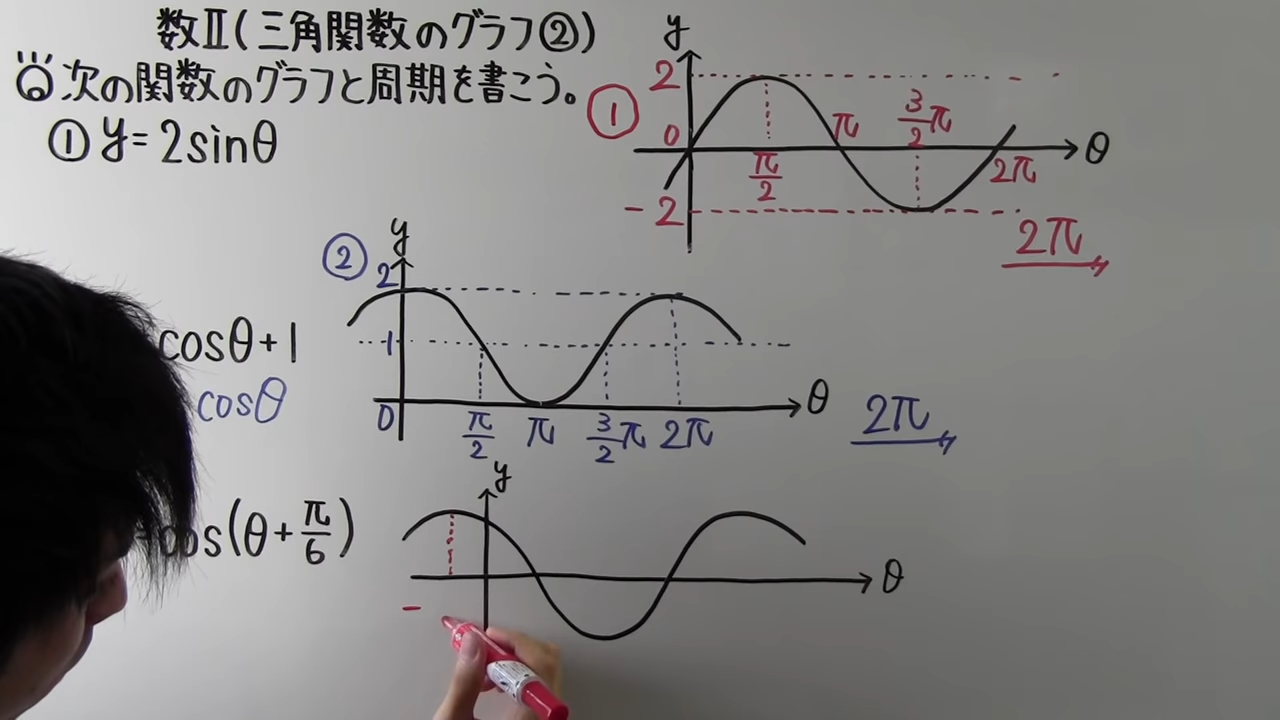 数Ⅱ(三角関数のグラフ②)
次の関数のグラフと周期を書こう。
① y=2sinθ
①
y
2
0
-2
π/2
π
3/2π
2π
θ
2π
②
y
2
1
0
π/2
π
3/2π
2π
θ
2π
cosθ+1
cosθ
cos(θ+π/6)
y
θ
-